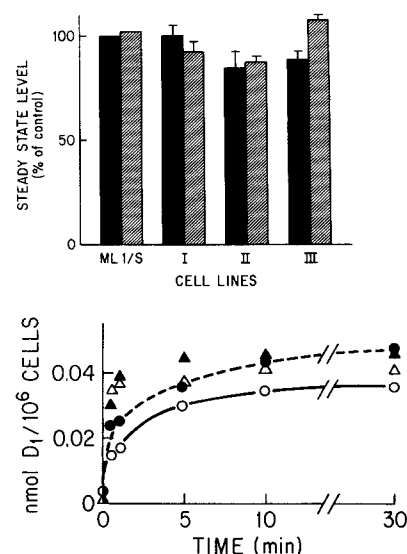 STEADY STATE LEVEL
(% of control)
100
50
0
ML 1/S I II III
CELL LINES
nmol D₁/10⁶ CELLS
0.04
0.02
0
0 5 10 30
TIME (min)